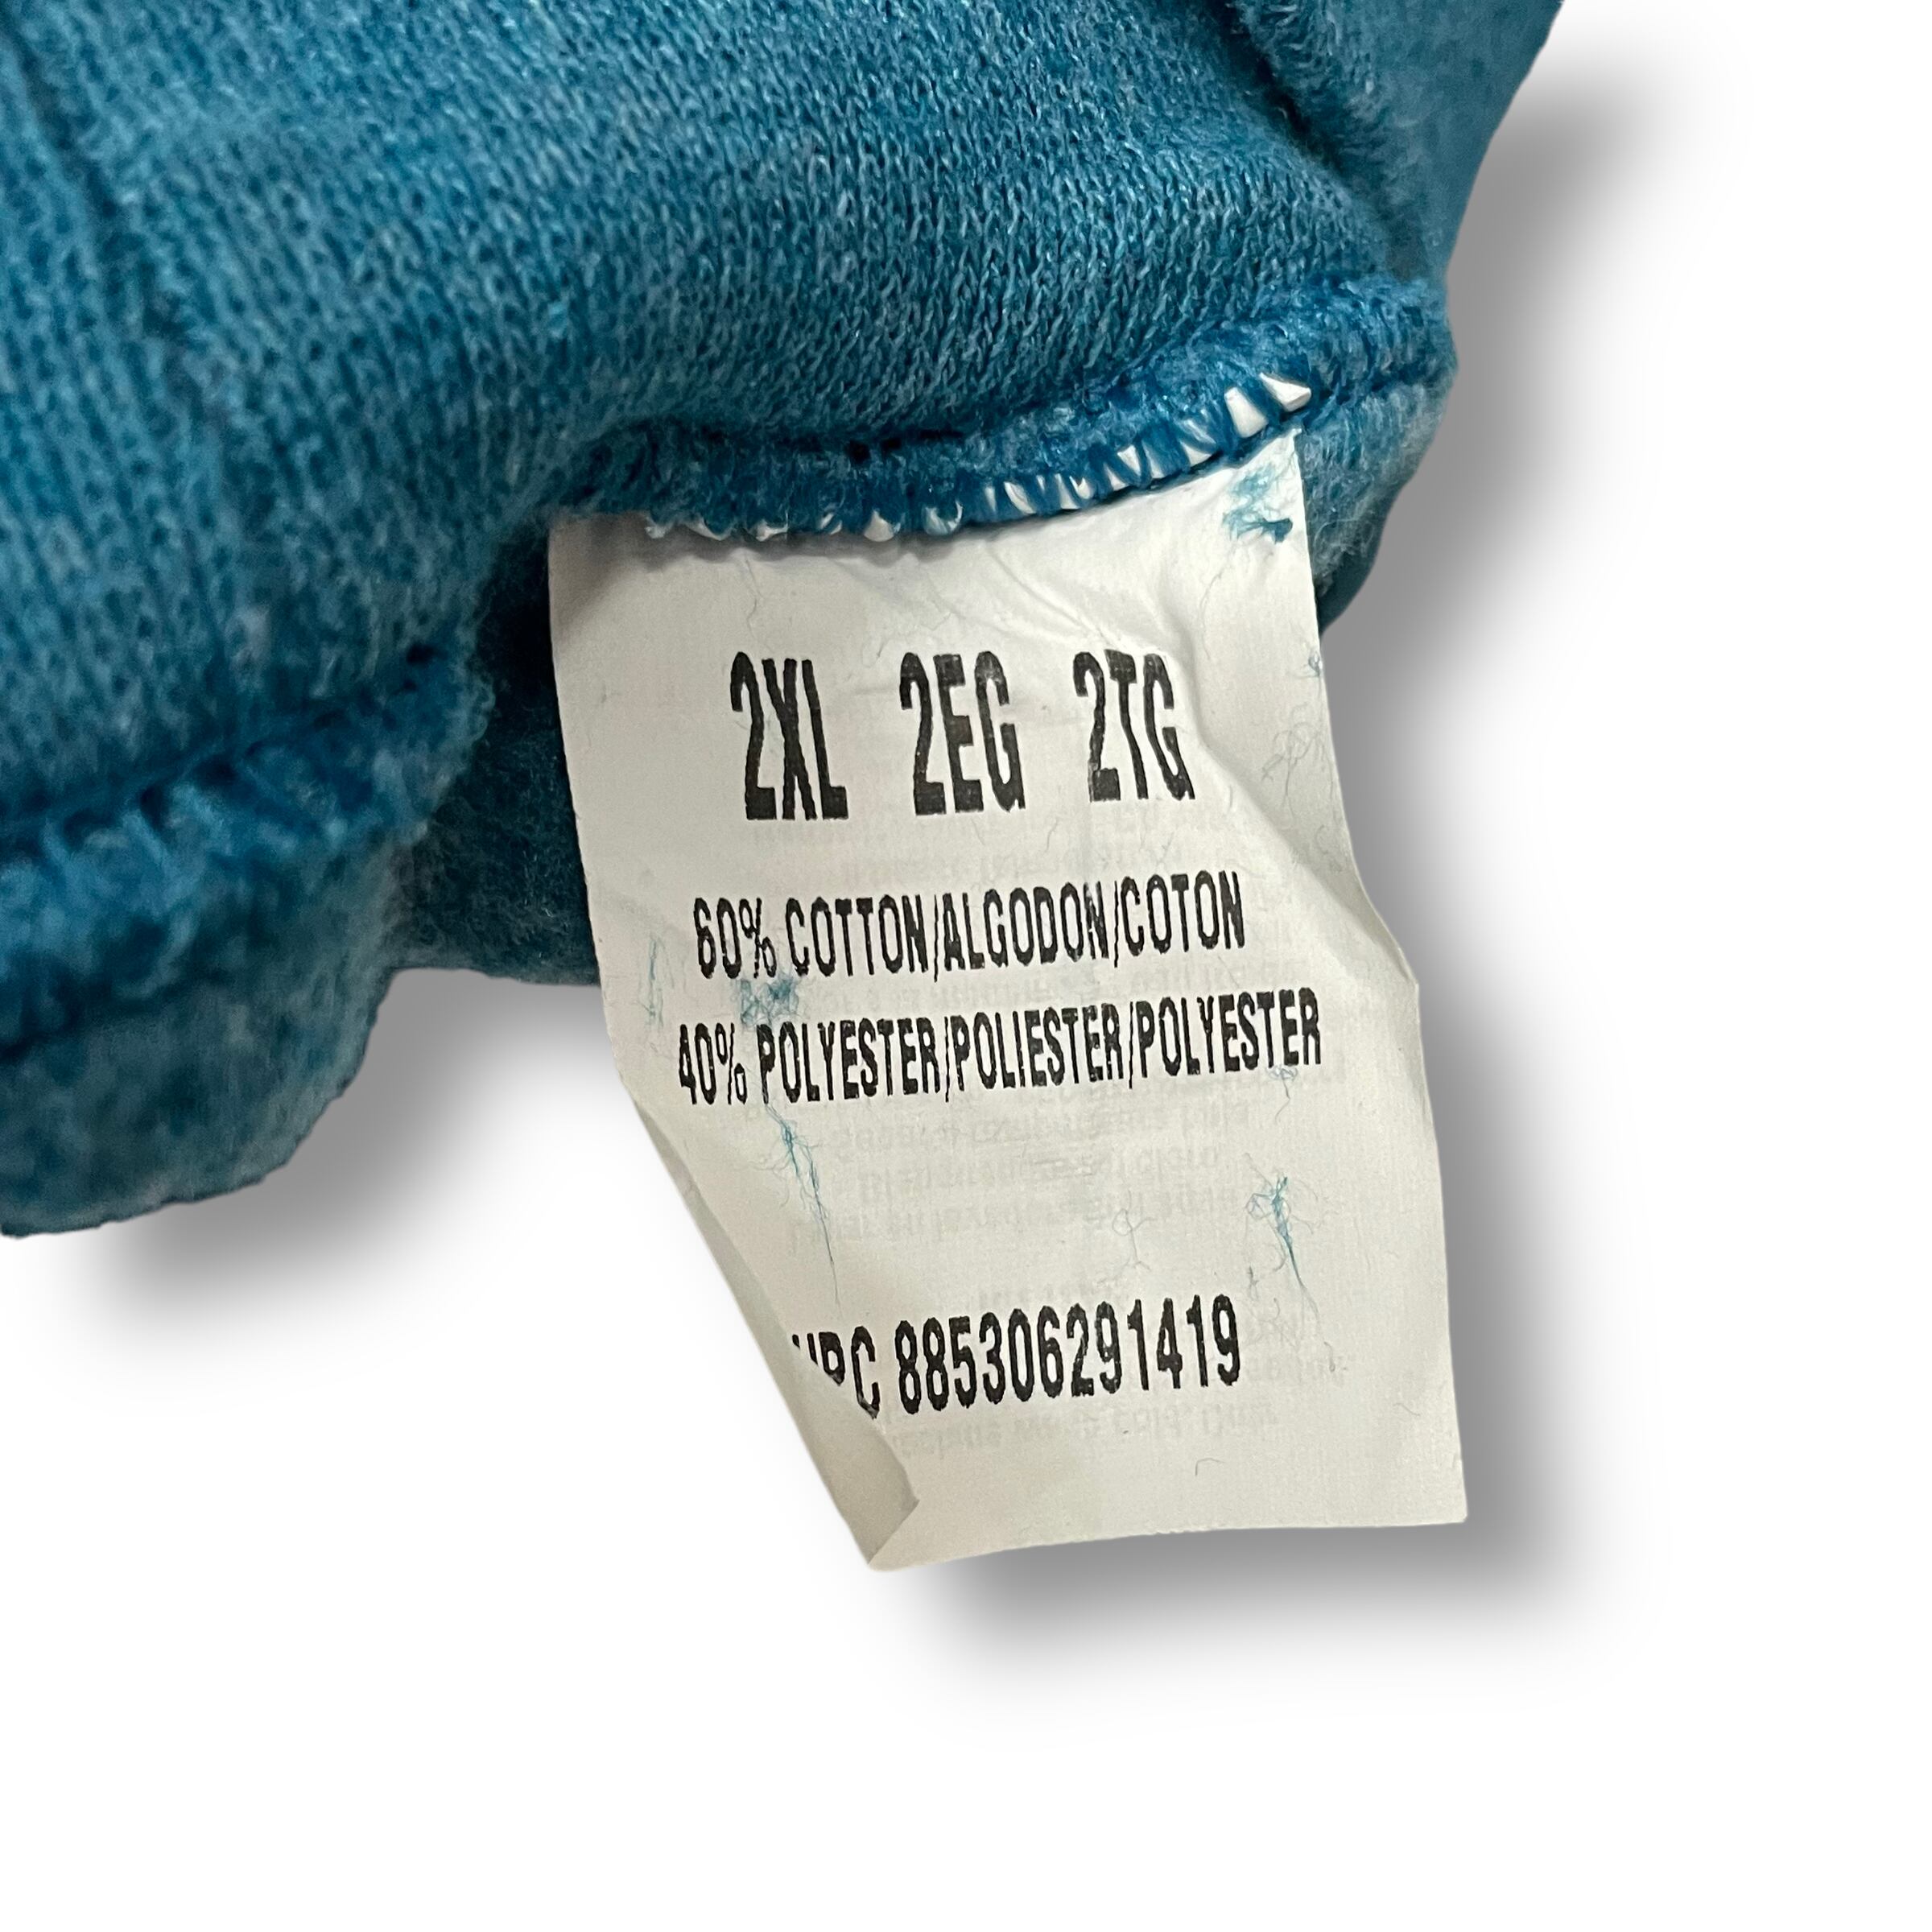 2XL 2EG 2TG
60% COTTON/ALGODON/COTON
40% POLYESTER/POLIESTER/POLYESTER
UPC 885306291419